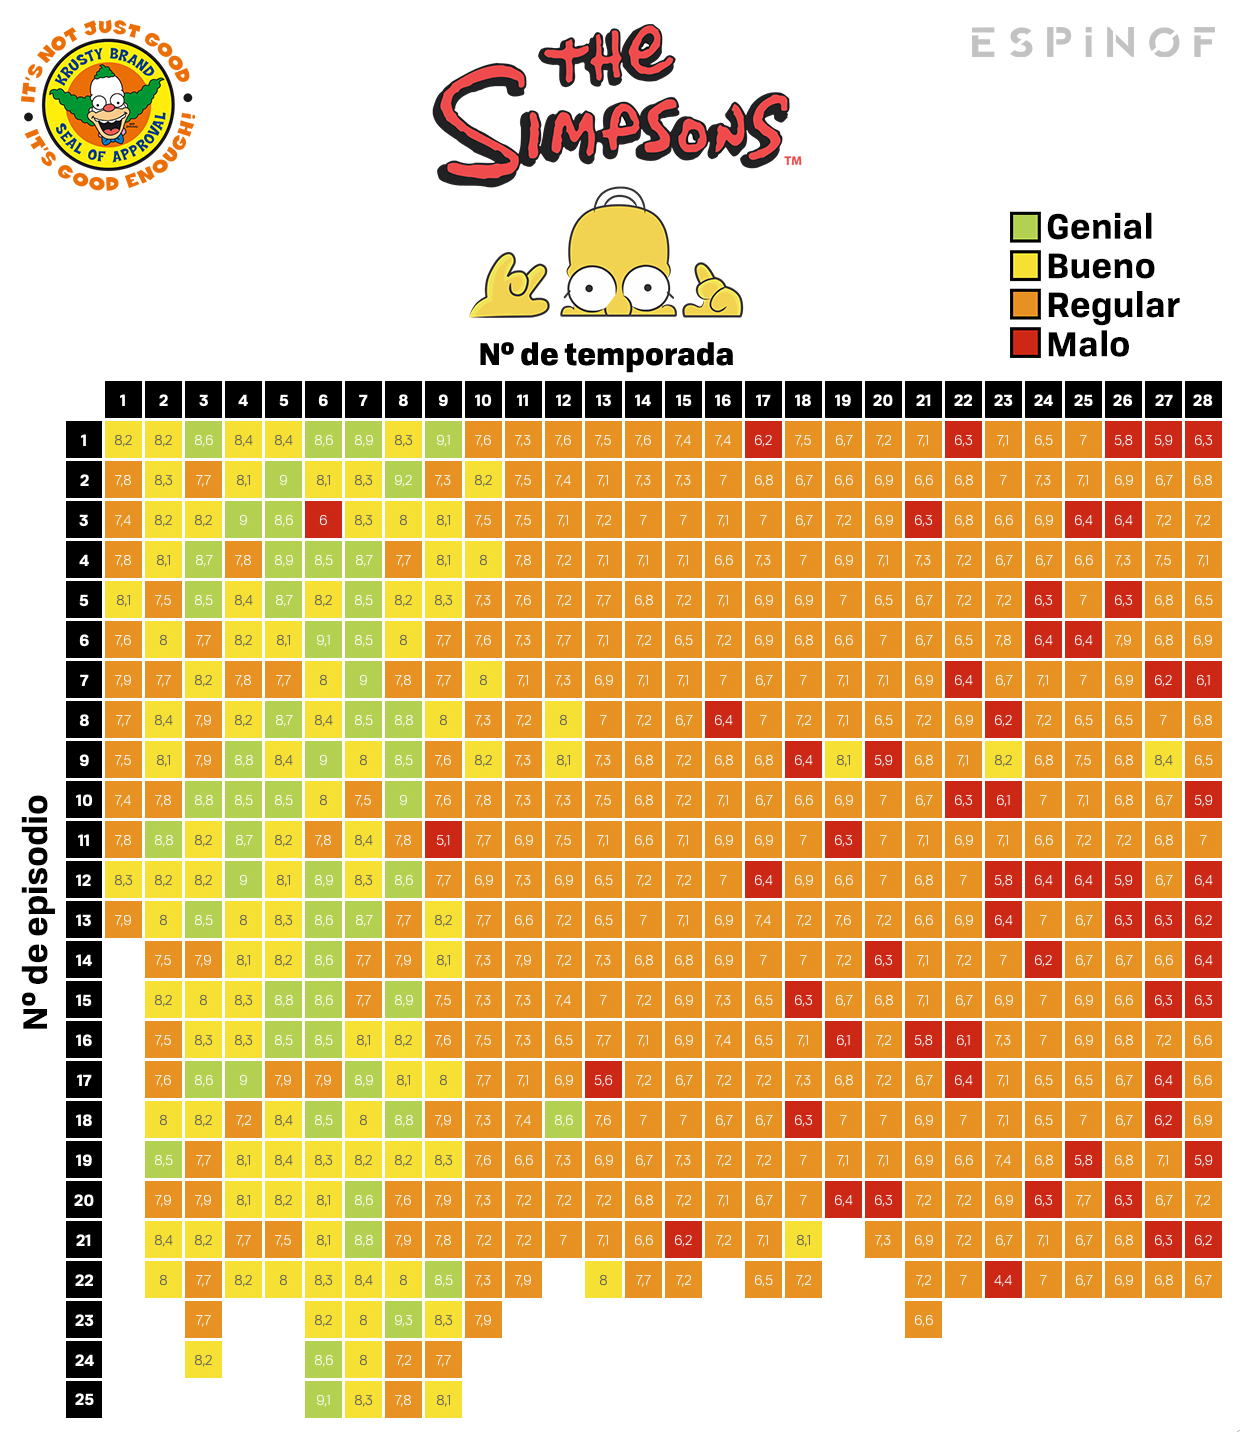 IT'S NOT JUST GOOD
KRUSTY BRAND
SEAL OF APPROVAL
IT'S GOOD ENOUGH!
THE
SIMPSONS
TM
ESPINOF
Genial
Bueno
Regular
Malo
Nº de temporada
Nº de episodio
1 2 3 4 5 6 7 8 9 10 11 12 13 14 15 16 17 18 19 20 21 22 23 24 25 26 27 28
1 8,2 8,2 8,6 8,4 8,4 8,6 8,9 8,3 9,1 7,6 7,3 7,6 7,5 7,6 7,4 7,4 6,2 7,5 6,7 7,2 7,1 6,3 7,1 6,5 7 5,8 5,9 6,3
2 7,8 8,3 7,7 8,1 9 8,1 8,3 9,2 7,3 8,2 7,5 7,4 7,1 7,3 7,3 7 6,8 6,7 6,6 6,9 6,6 6,8 7 7,3 7,1 6,9 6,7 6,8
3 7,4 8,2 8,2 9 8,6 6 8,3 8 8,1 7,5 7,5 7,1 7,2 7 7 7,1 7 6,7 7,2 6,9 6,3 6,8 6,6 6,9 6,4 6,4 7,2 7,2
4 7,8 8,1 8,7 7,8 8,9 8,5 8,7 7,7 8,1 8 7,8 7,2 7,1 7,1 7,1 6,6 7,3 7 6,9 7,1 7,3 7,2 6,7 6,7 6,6 7,3 7,5 7,1
5 8,1 7,5 8,5 8,4 8,7 8,2 8,5 8,2 8,3 7,3 7,6 7,2 7,7 6,8 7,2 7,1 6,9 6,9 7 6,5 6,7 7,2 7,2 6,3 7 6,3 6,8 6,5
6 7,6 8 7,7 8,2 8,1 9,1 8,5 8 7,7 7,6 7,3 7,7 7,1 7,2 6,5 7,2 6,9 6,8 6,6 7 6,7 6,5 7,8 6,4 6,4 7,9 6,8 6,9
7 7,9 7,7 8,2 7,8 7,7 8 9 7,8 7,7 8 7,1 7,3 6,9 7,1 7,1 7 6,7 7 7,1 7,1 6,9 6,4 6,7 7,1 7 6,9 6,2 6,1
8 7,7 8,4 7,9 8,2 8,7 8,4 8,5 8,8 8 7,3 7,2 8 7 7,2 6,7 6,4 7 7,2 7,1 6,5 7,2 6,9 6,2 7,2 6,5 6,5 7 6,8
9 7,5 8,1 7,9 8,8 8,4 9 8 8,5 7,6 8,2 7,3 8,1 7,3 6,8 7,2 6,8 6,8 6,4 8,1 5,9 6,8 7,1 8,2 6,8 7,5 6,8 8,4 6,5
10 7,4 7,8 8,8 8,5 8,5 8 7,5 9 7,6 7,8 7,3 7,3 7,5 6,8 7,2 7,1 6,7 6,6 6,9 7 6,7 6,3 6,1 7 7,1 6,8 6,7 5,9
11 7,8 8,8 8,2 8,7 8,2 7,8 8,4 7,8 5,1 7,7 6,9 7,5 7,1 6,6 7,1 6,9 6,9 7 6,3 7 7,1 6,9 7,1 6,6 7,2 7,2 6,8 7
12 8,3 8,2 8,2 9 8,1 8,9 8,3 8,6 7,7 6,9 7,3 6,9 6,5 7,2 7,2 7 6,4 6,9 6,6 7 6,8 7 5,8 6,4 6,4 5,9 6,7 6,4
13 7,9 8 8,5 8 8,3 8,6 8,7 7,7 8,2 7,7 6,6 7,2 6,5 7 7,1 6,9 7,4 7,2 7,6 7,2 6,6 6,9 6,4 7 6,7 6,3 6,3 6,2
14 7,5 7,9 8,1 8,2 8,6 7,7 7,9 8,1 7,3 7,9 7,2 7,3 6,8 6,8 6,9 7 7 7,2 6,3 7,1 7,2 7 6,2 6,7 6,7 6,6 6,4
15 8,2 8 8,3 8,8 8,6 7,7 8,9 7,5 7,3 7,3 7,4 7 7,2 6,9 7,3 6,5 6,3 6,7 6,8 7,1 6,7 6,9 7 6,9 6,6 6,3 6,3
16 7,5 8,3 8,3 8,5 8,5 8,1 8,2 7,6 7,5 7,3 6,5 7,7 7,1 6,9 7,4 6,5 7,1 6,1 7,2 5,8 6,1 7,3 7 6,9 6,8 7,2 6,6
17 7,6 8,6 9 7,9 7,9 8,9 8,1 8 7,7 7,1 6,9 5,6 7,2 6,7 7,2 7,2 7,3 6,8 7,2 6,7 6,4 7,1 6,5 6,5 6,7 6,4 6,6
18 8 8,2 7,2 8,4 8,5 8 8,8 7,9 7,3 7,4 8,6 7,6 7 7 6,7 6,7 6,3 7 7 6,9 7 7,1 6,5 7 6,7 6,2 6,9
19 8,5 7,7 8,1 8,4 8,3 8,2 8,2 8,3 7,6 6,6 7,3 6,9 6,7 7,3 7,2 7,2 7 7,1 7,1 6,9 6,6 7,4 6,8 5,8 6,8 7,1 5,9
20 7,9 7,9 8,1 8,2 8,1 8,6 7,6 7,9 7,3 7,2 7,2 7,2 6,8 7,2 7,1 6,7 7 6,4 6,3 7,2 7,2 6,9 6,3 7,7 6,3 6,7 7,2
21 8,4 8,2 7,7 7,5 8,1 8,8 7,9 7,8 7,2 7,2 7 7,1 6,6 6,2 7,2 7,1 8,1 7,3 6,9 7,2 6,7 7,1 6,7 6,8 6,3 6,2
22 8 7,7 8,2 8 8,3 8,4 8 8,5 7,3 7,9 8 7,7 7,2 6,5 7,2 7,2 7 4,4 7 6,7 6,9 6,8 6,7
23 7,7 8,2 8 9,3 8,3 7,9 6,6
24 8,2 8,6 8 7,2 7,7
25 9,1 8,3 7,8 8,1